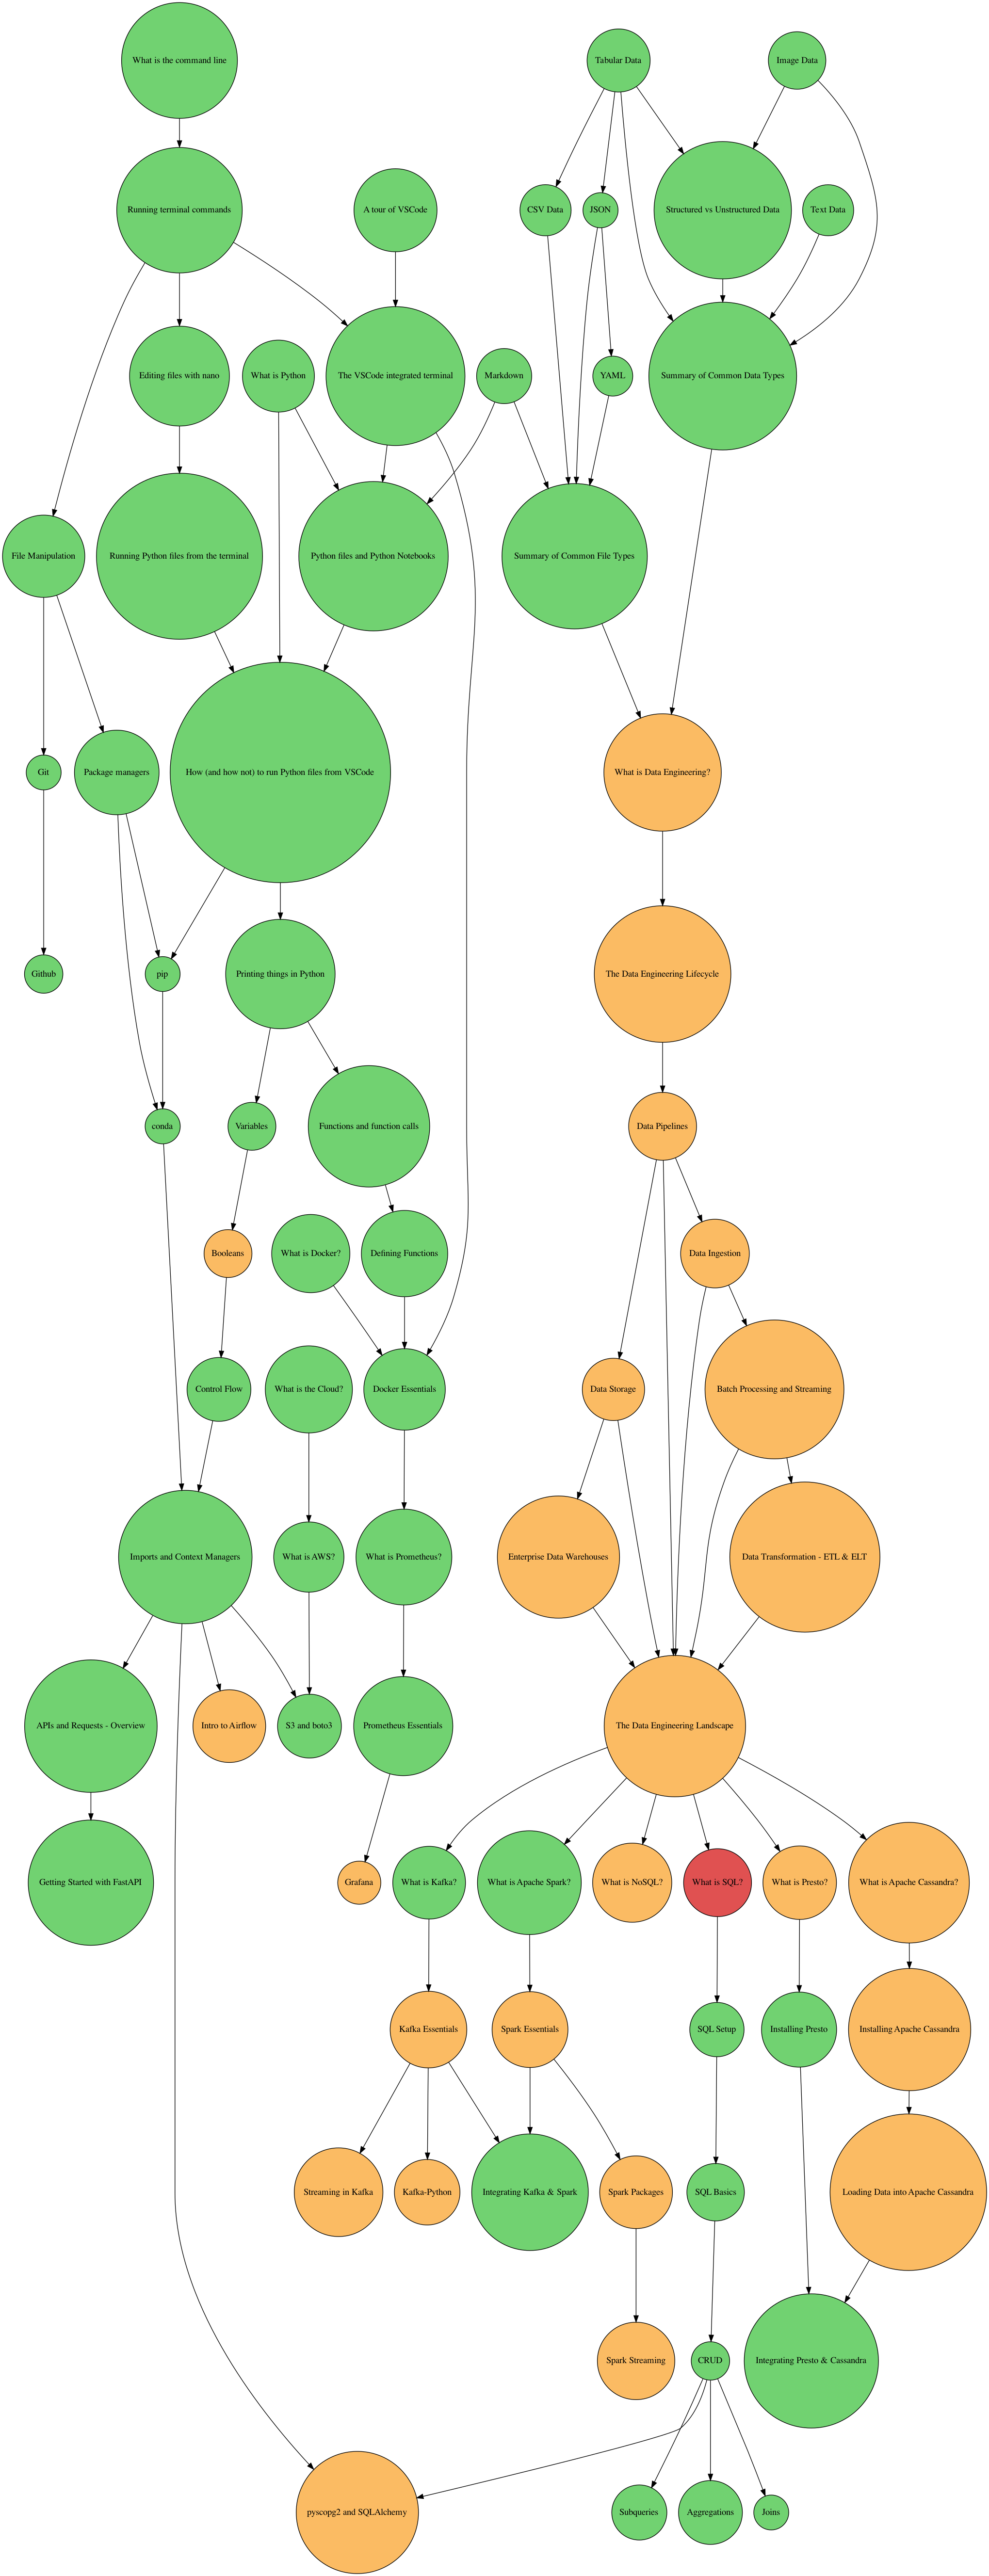 What is the command line
Tabular Data
Image Data
Running terminal commands
A tour of VSCode
CSV Data
JSON
Structured vs Unstructured Data
Text Data
Editing files with nano
What is Python
The VSCode integrated terminal
Markdown
YAML
Summary of Common Data Types
File Manipulation
Running Python files from the terminal
Python files and Python Notebooks
Summary of Common File Types
Git
Package managers
How (and how not) to run Python files from VSCode
What is Data Engineering?
Github
pip
Printing things in Python
The Data Engineering Lifecycle
conda
Variables
Functions and function calls
Data Pipelines
Booleans
What is Docker?
Defining Functions
Data Ingestion
Control Flow
What is the Cloud?
Docker Essentials
Data Storage
Batch Processing and Streaming
Imports and Context Managers
What is AWS?
What is Prometheus?
Enterprise Data Warehouses
Data Transformation - ETL & ELT
APIs and Requests - Overview
Intro to Airflow
S3 and boto3
Prometheus Essentials
The Data Engineering Landscape
Getting Started with FastAPI
Grafana
What is Kafka?
What is Apache Spark?
What is NoSQL?
What is SQL?
What is Presto?
What is Apache Cassandra?
Kafka Essentials
Spark Essentials
SQL Setup
Installing Presto
Installing Apache Cassandra
Streaming in Kafka
Kafka-Python
Integrating Kafka & Spark
Spark Packages
SQL Basics
Loading Data into Apache Cassandra
Spark Streaming
CRUD
Integrating Presto & Cassandra
pyscopg2 and SQLAlchemy
Subqueries
Aggregations
Joins